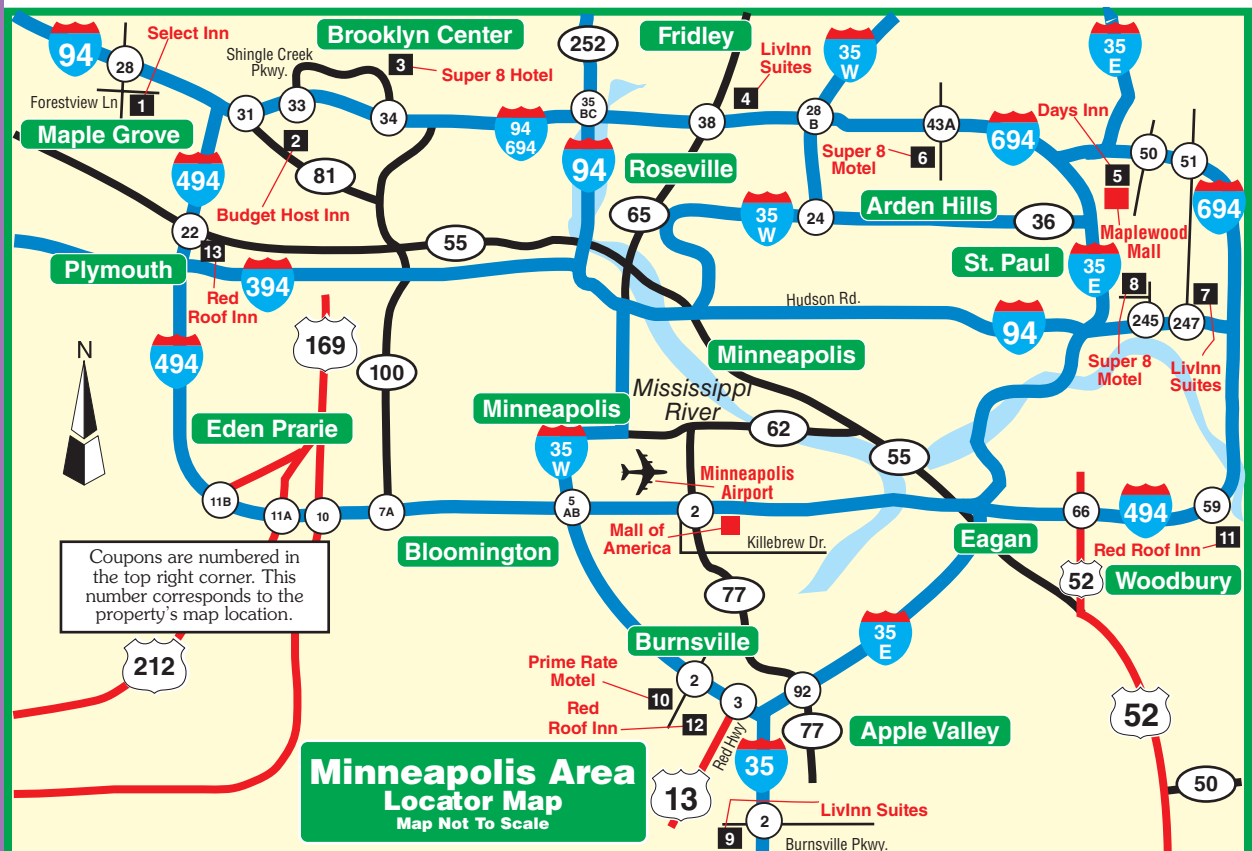 Select Inn
94
28
Forestview Ln
1
Maple Grove
Shingle Creek
Pkwy.
Brooklyn Center
3
Super 8 Hotel
252
Fridley
LivInn
Suites
4
35
W
35
E
31
33
34
2
81
Budget Host Inn
494
94
694
35
BC
94
38
28
B
43A
694
Super 8
Motel
6
Days Inn
5
50
51
694
Maplewood
Mall
Roseville
65
35
W
24
Arden Hills
36
St. Paul
35
E
22
13
55
Plymouth
Red
Roof Inn
394
Hudson Rd.
94
8
245
247
7
Super 8
Motel
LivInn
Suites
N
494
169
100
Minneapolis
Mississippi
River
Minneapolis
Eden Prarie
35
W
62
55
Minneapolis
Airport
11B
11A
10
7A
5
AB
2
Mall of
America
Killebrew Dr.
Bloomington
Eagan
66
494
59
Red Roof Inn
11
52
Woodbury
Coupons are numbered in
the top right corner. This
number corresponds to the
property's map location.
212
77
Burnsville
35
E
Prime Rate
Motel
10
2
Red
Roof Inn
12
3
92
77
Apple Valley
52
Red Hwy
35
13
50
Minneapolis Area
Locator Map
Map Not To Scale
LivInn Suites
9
2
Burnsville Pkwy.